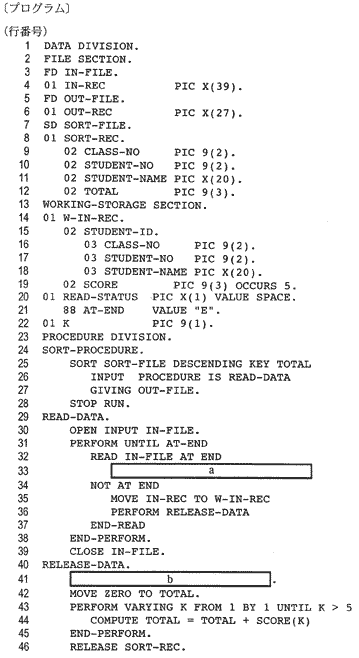 〔プログラム〕
(行番号)
1 DATA DIVISION.
2 FILE SECTION.
3 FD IN-FILE.
4 01 IN-REC PIC X(39).
5 FD OUT-FILE.
6 01 OUT-REC PIC X(27).
7 SD SORT-FILE.
8 01 SORT-REC.
9 02 CLASS-NO PIC 9(2).
10 02 STUDENT-NO PIC 9(2).
11 02 STUDENT-NAME PIC X(20).
12 02 TOTAL PIC 9(3).
13 WORKING-STORAGE SECTION.
14 01 W-IN-REC.
15 02 STUDENT-ID.
16 03 CLASS-NO PIC 9(2).
17 03 STUDENT-NO PIC 9(2).
18 03 STUDENT-NAME PIC X(20).
19 02 SCORE PIC 9(3) OCCURS 5.
20 01 READ-STATUS PIC X(1) VALUE SPACE.
21 88 AT-END VALUE "E".
22 01 K PIC 9(1).
23 PROCEDURE DIVISION.
24 SORT-PROCEDURE.
25 SORT SORT-FILE DESCENDING KEY TOTAL
26 INPUT PROCEDURE IS READ-DATA
27 GIVING OUT-FILE.
28 STOP RUN.
29 READ-DATA.
30 OPEN INPUT IN-FILE.
31 PERFORM UNTIL AT-END
32 READ IN-FILE AT END
33 a
34 NOT AT END
35 MOVE IN-REC TO W-IN-REC
36 PERFORM RELEASE-DATA
37 END-READ
38 END-PERFORM.
39 CLOSE IN-FILE.
40 RELEASE-DATA.
41 b .
42 MOVE ZERO TO TOTAL.
43 PERFORM VARYING K FROM 1 BY 1 UNTIL K > 5
44 COMPUTE TOTAL = TOTAL + SCORE(K)
45 END-PERFORM.
46 RELEASE SORT-REC.